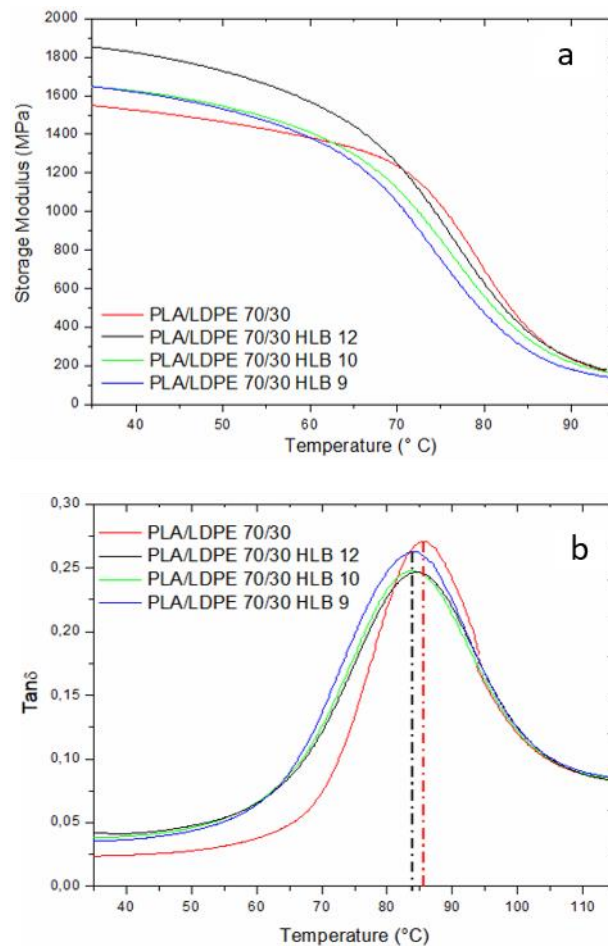 a
2000
1800
1600
1400
1200
1000
800
600
400
200
0
Storage Modulus (MPa)
PLA/LDPE 70/30
PLA/LDPE 70/30 HLB 12
PLA/LDPE 70/30 HLB 10
PLA/LDPE 70/30 HLB 9
40 50 60 70 80 90
Temperature (° C)
b
0,30
0,25
0,20
0,15
0,10
0,05
0,00
Tanδ
PLA/LDPE 70/30
PLA/LDPE 70/30 HLB 12
PLA/LDPE 70/30 HLB 10
PLA/LDPE 70/30 HLB 9
40 50 60 70 80 90 100 110
Temperature (°C)